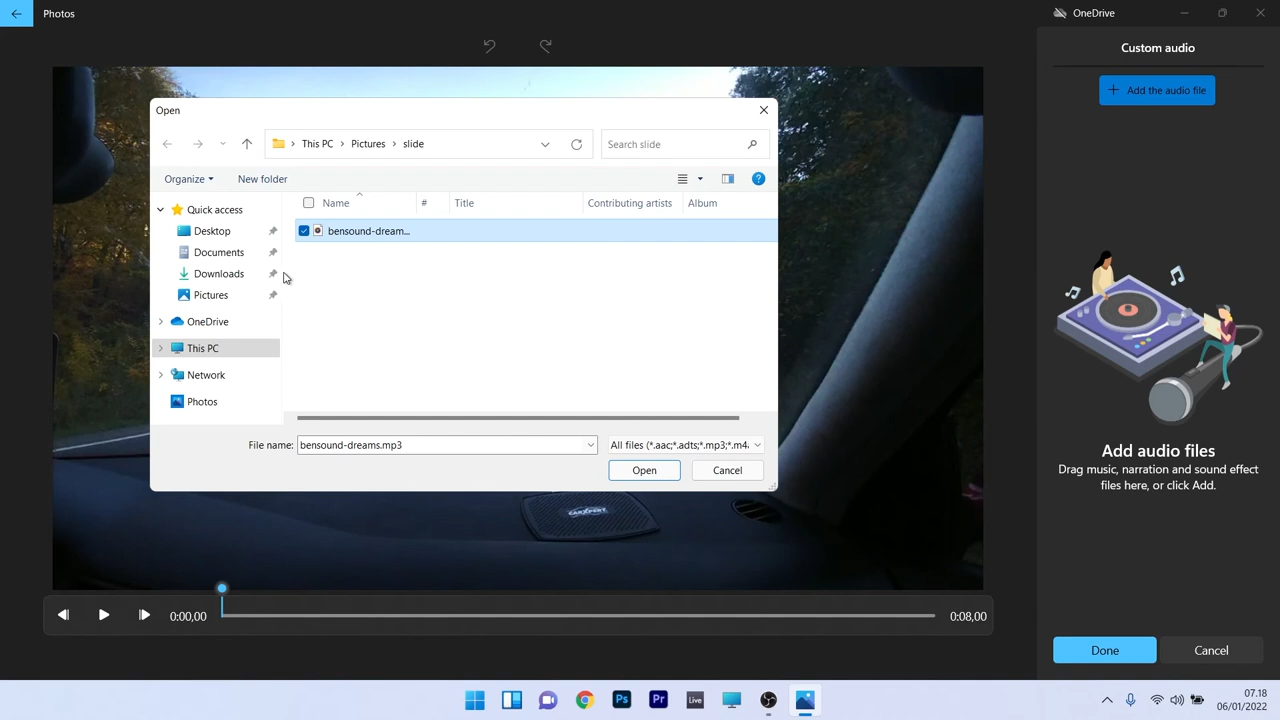 Photos
OneDrive
Custom audio
Add the audio file
Open
This PC
Pictures
slide
Search slide
Organize
New folder
Name
#
Title
Contributing artists
Album
Quick access
bensound-dream...
Desktop
Documents
Downloads
Pictures
OneDrive
This PC
Network
Photos
File name:
bensound-dreams.mp3
All files (*.aac;*.adts;*.mp3;*.m4.
Open
Cancel
Add audio files
Drag music, narration and sound effect
files here, or click Add.
CARXPERT
0:00,00
0:08,00
Done
Cancel
Ps
Pr
Live
07.18
06/01/2022